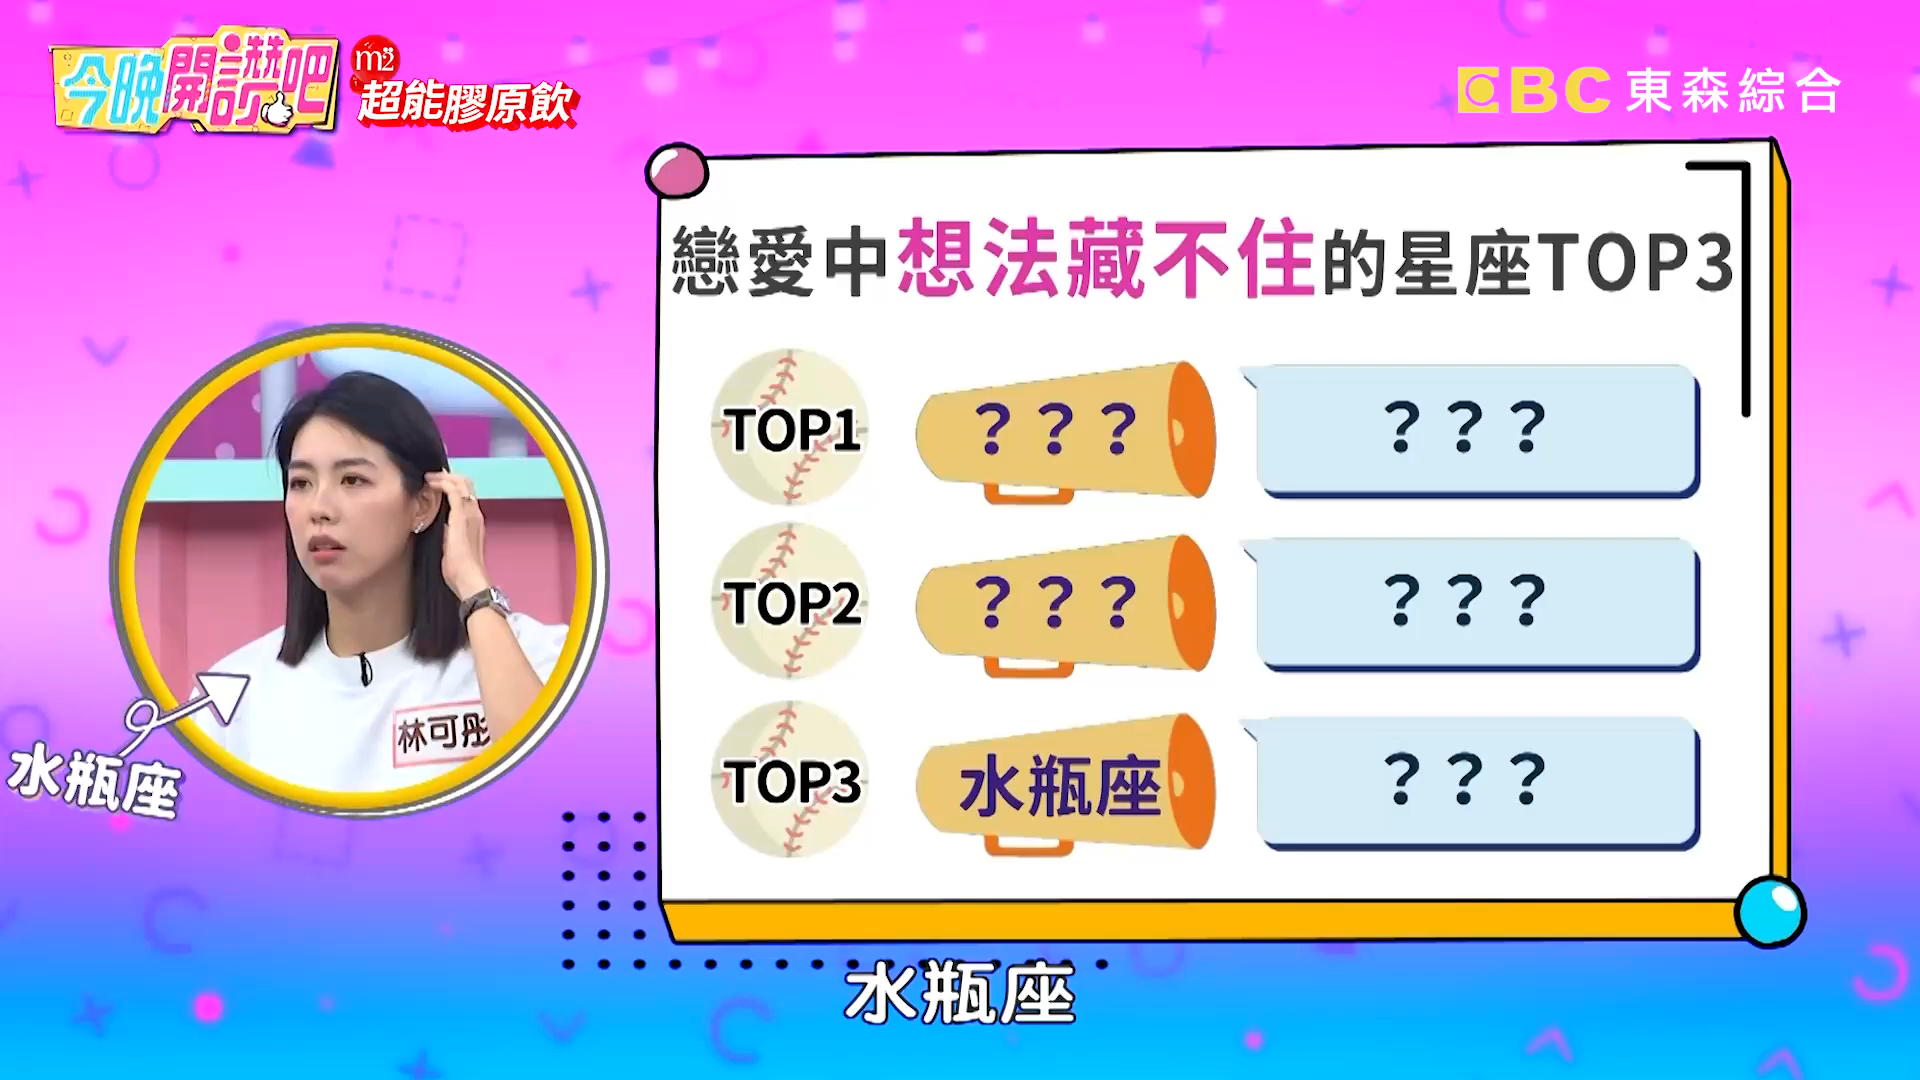 今晚開讚吧
m2
超能膠原飲
EBC 東森綜合
戀愛中想法藏不住的星座TOP3
TOP1 ??? ???
TOP2 ??? ???
TOP3 水瓶座 ???
林可彤
水瓶座
水瓶座